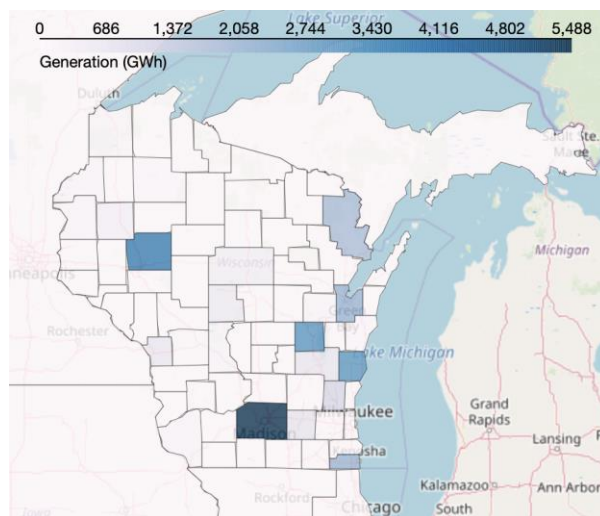 Lake Superior
0 686 1,372 2,058 2,744 3,430 4,116 4,802 5,488
Generation (GWh)
Duluth
Sault Ste.
Marie
Michigan
Wisconsin
Minneapolis
Green
Bay
Rochester
Lake Michigan
Milwaukee
Grand
Rapids
Madison
Lansing
Kenosha
Kalamazoo
Ann Arbor
Rockford
Iowa
Chicago
South